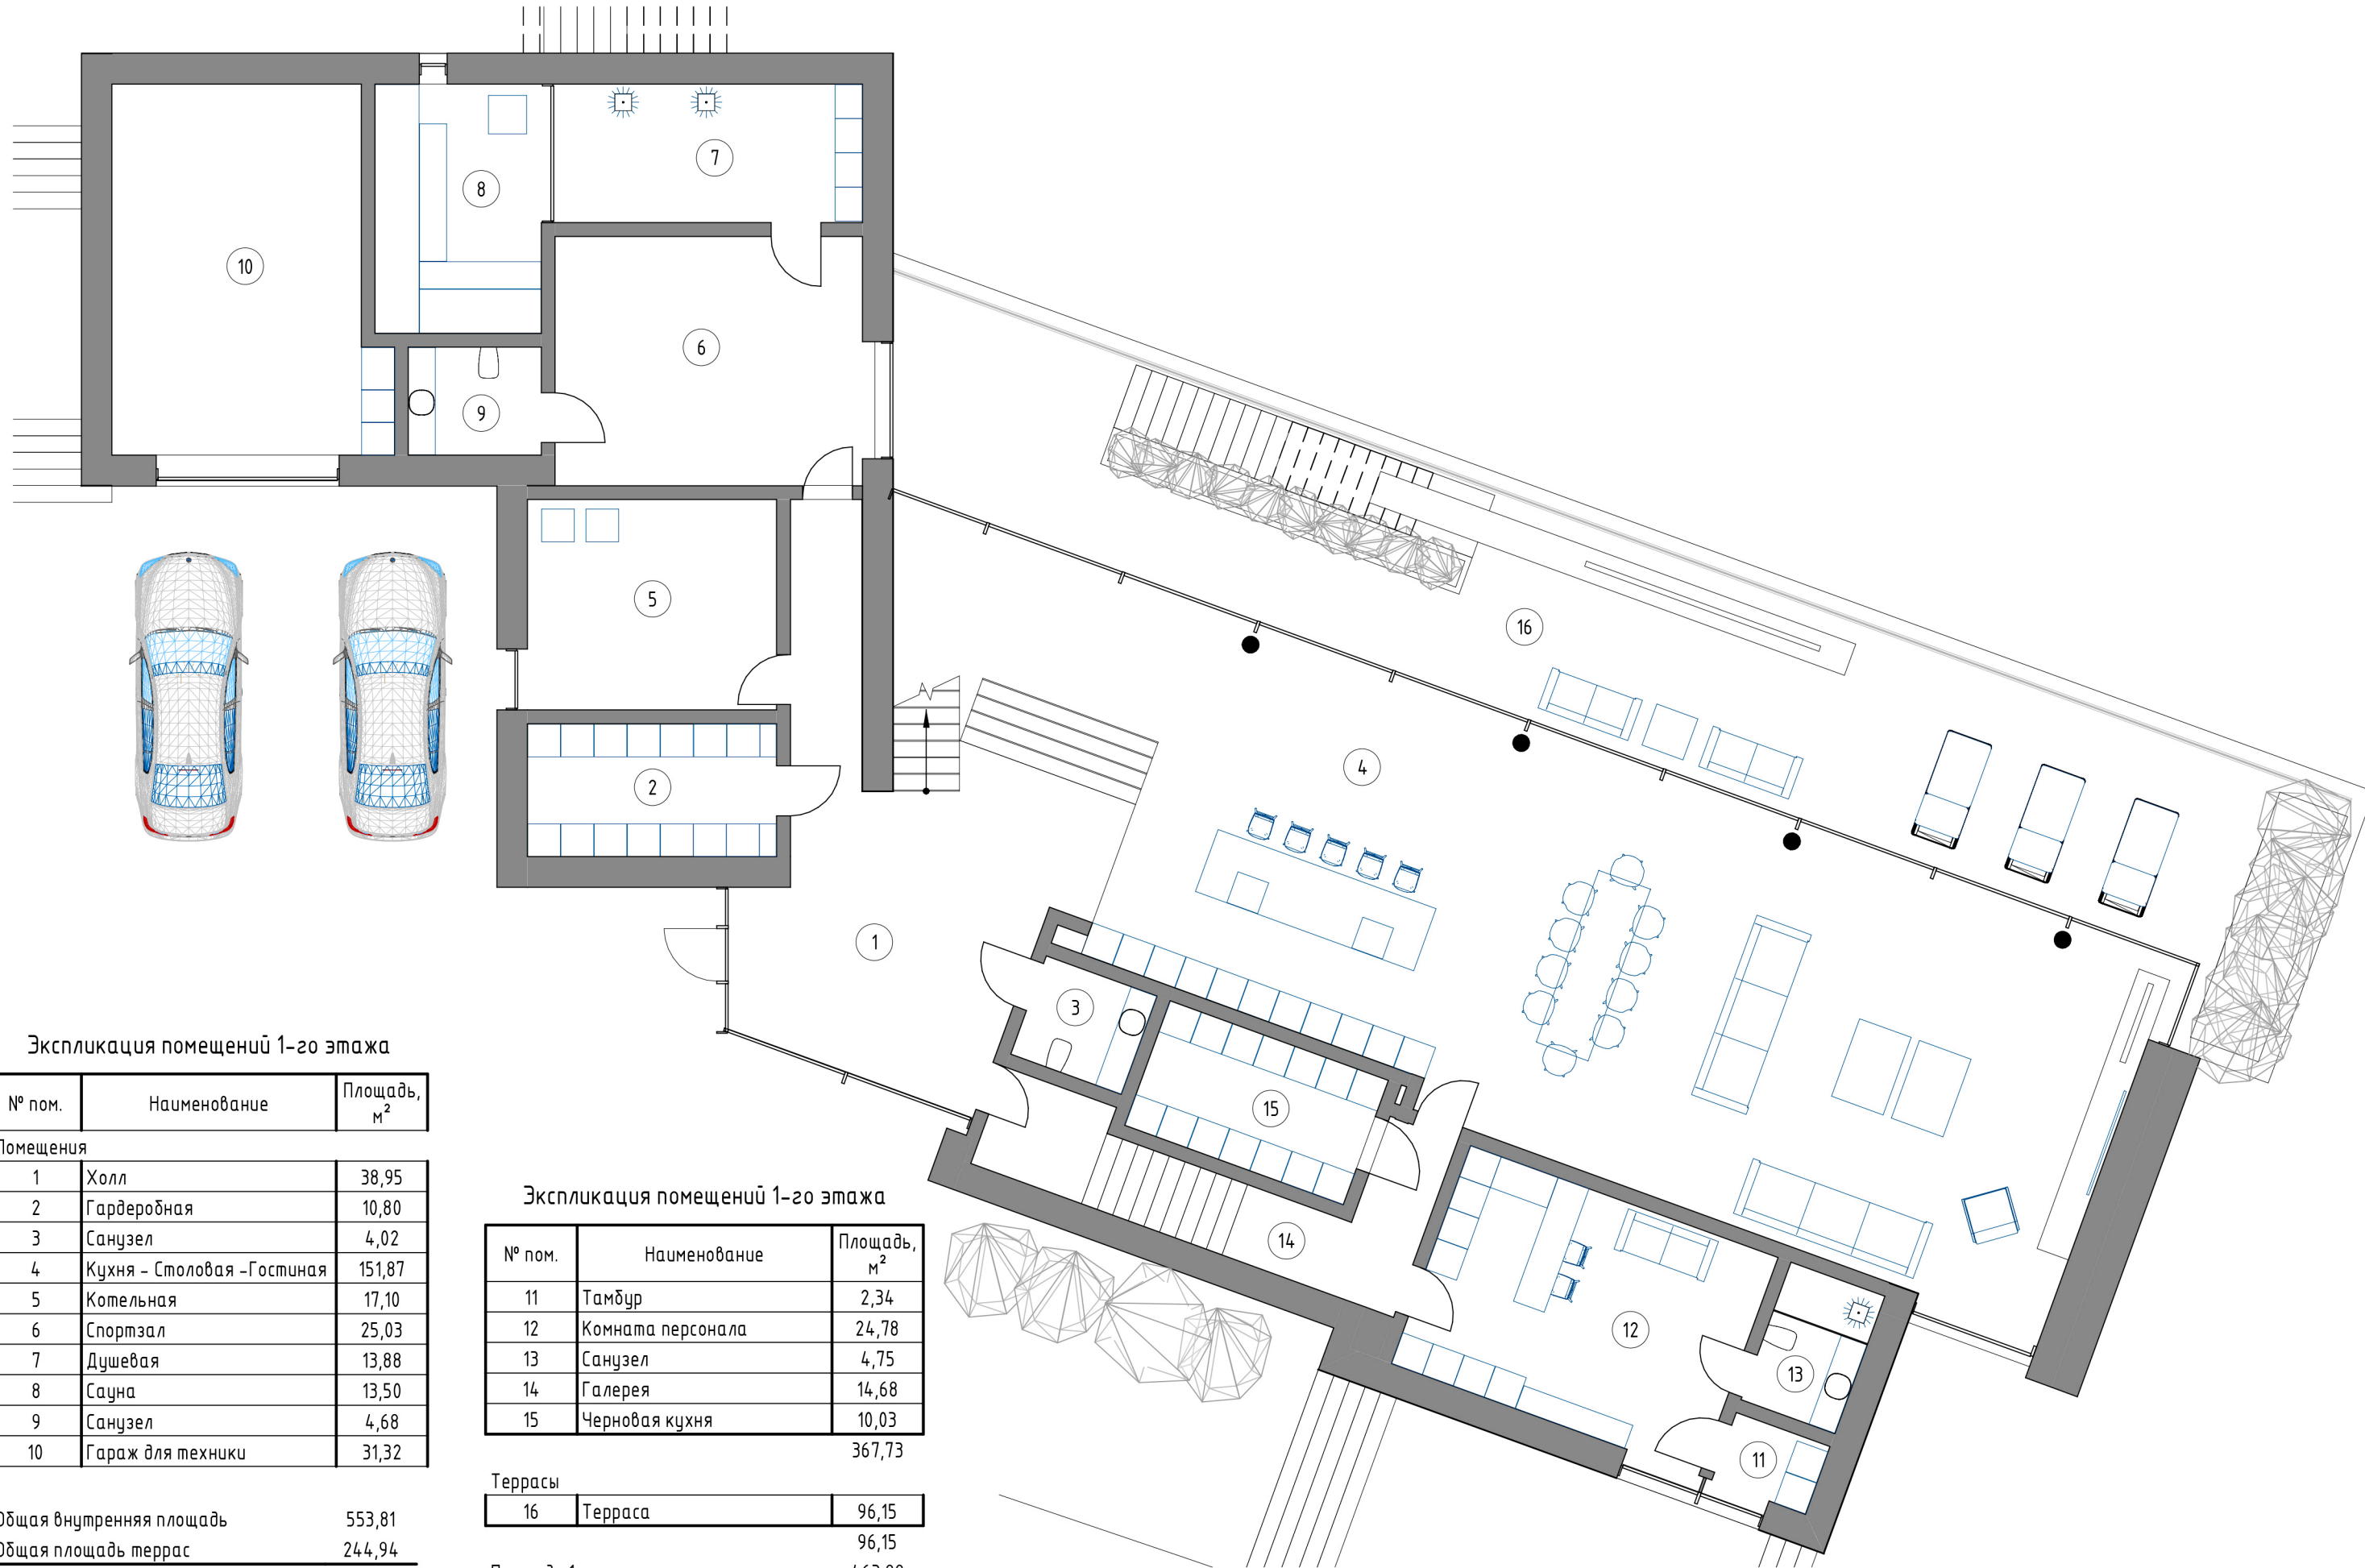 10
8
7
6
9
5
2
1
16
4
3
15
14
12
13
11
Экспликация помещений 1-го этажа
№ пом. Наименование Площадь, м²
Помещения
1 Холл 38,95
2 Гардеробная 10,80
3 Санузел 4,02
4 Кухня - Столовая -Гостиная 151,87
5 Котельная 17,10
6 Спортзал 25,03
7 Душевая 13,88
8 Сауна 13,50
9 Санузел 4,68
10 Гараж для техники 31,32
Общая внутренняя площадь 553,81
Общая площадь террас 244,94
Экспликация помещений 1-го этажа
№ пом. Наименование Площадь, м²
11 Тамбур 2,34
12 Комната персонала 24,78
13 Санузел 4,75
14 Галерея 14,68
15 Черновая кухня 10,03
367,73
Террасы
16 Терраса 96,15
96,15